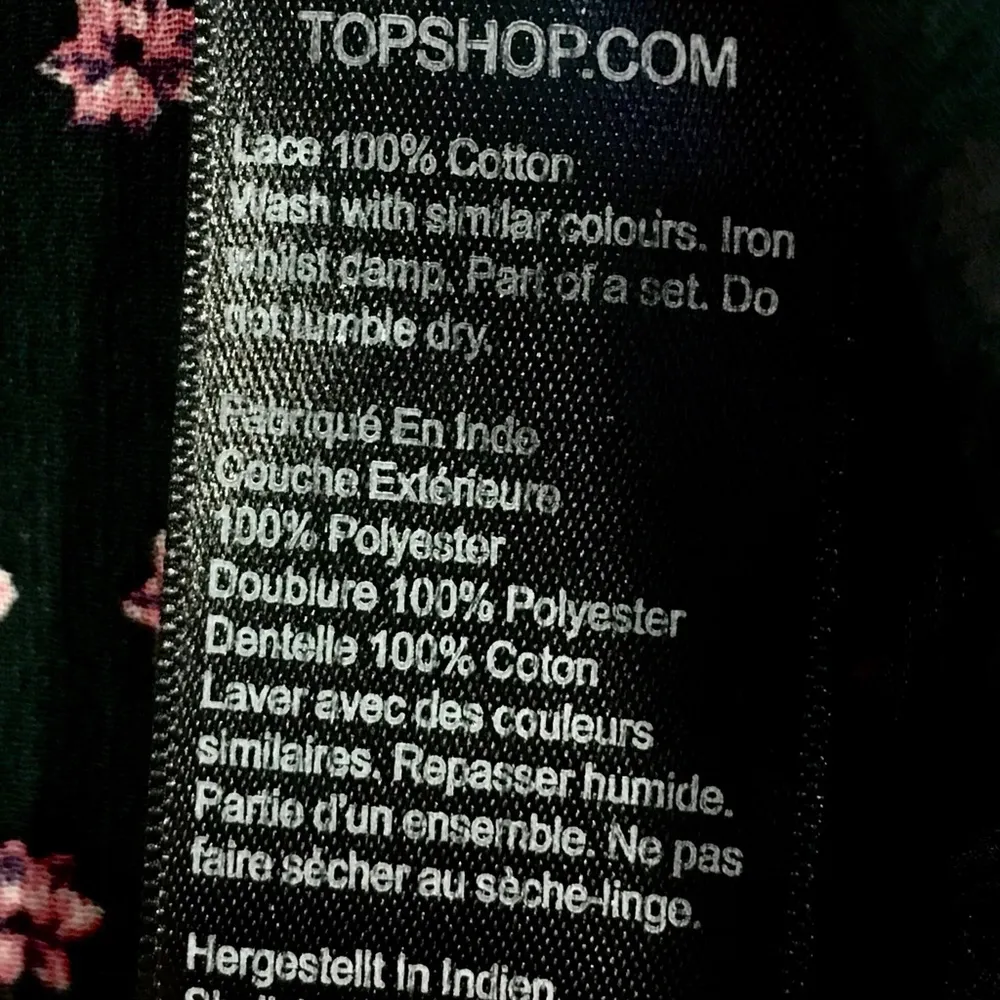 TOPSHOP.COM
Lace 100% Cotton
Wash with similar colours. Iron
whilst damp. Part of a set. Do
not tumble dry.
Fabriqué En Inde
Couche Extérieure
100% Polyester
Doublure 100% Polyester
Dentelle 100% Coton
Laver avec des couleurs
similaires. Repasser humide.
Partie d'un ensemble. Ne pas
faire sécher au sèche-linge.
Hergestellt In Indien